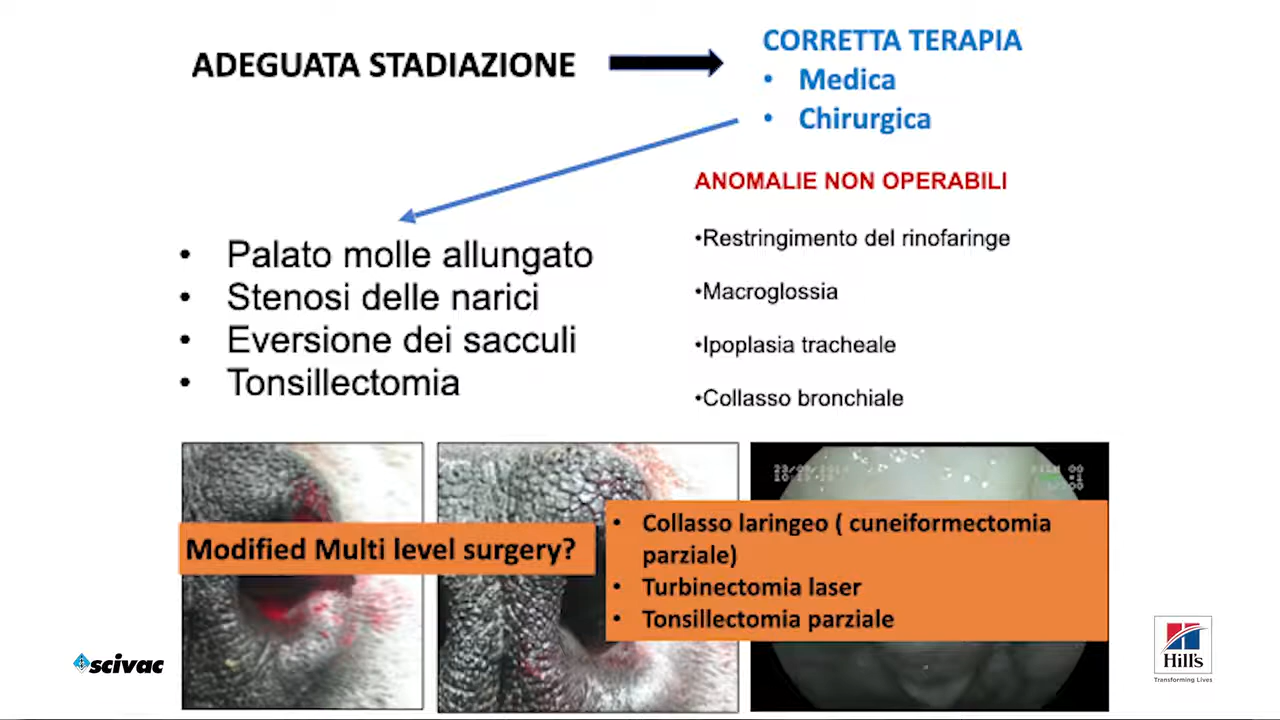 ADEGUATA STADIAZIONE
CORRETTA TERAPIA
• Medica
• Chirurgica
ANOMALIE NON OPERABILI
•Restringimento del rinofaringe
•Macroglossia
•Ipoplasia tracheale
•Collasso bronchiale
• Palato molle allungato
• Stenosi delle narici
• Eversione dei sacculi
• Tonsillectomia
Modified Multi level surgery?
• Collasso laringeo ( cuneiformectomia
parziale)
• Turbinectomia laser
• Tonsillectomia parziale
scivac
Hill's
Transforming Lives